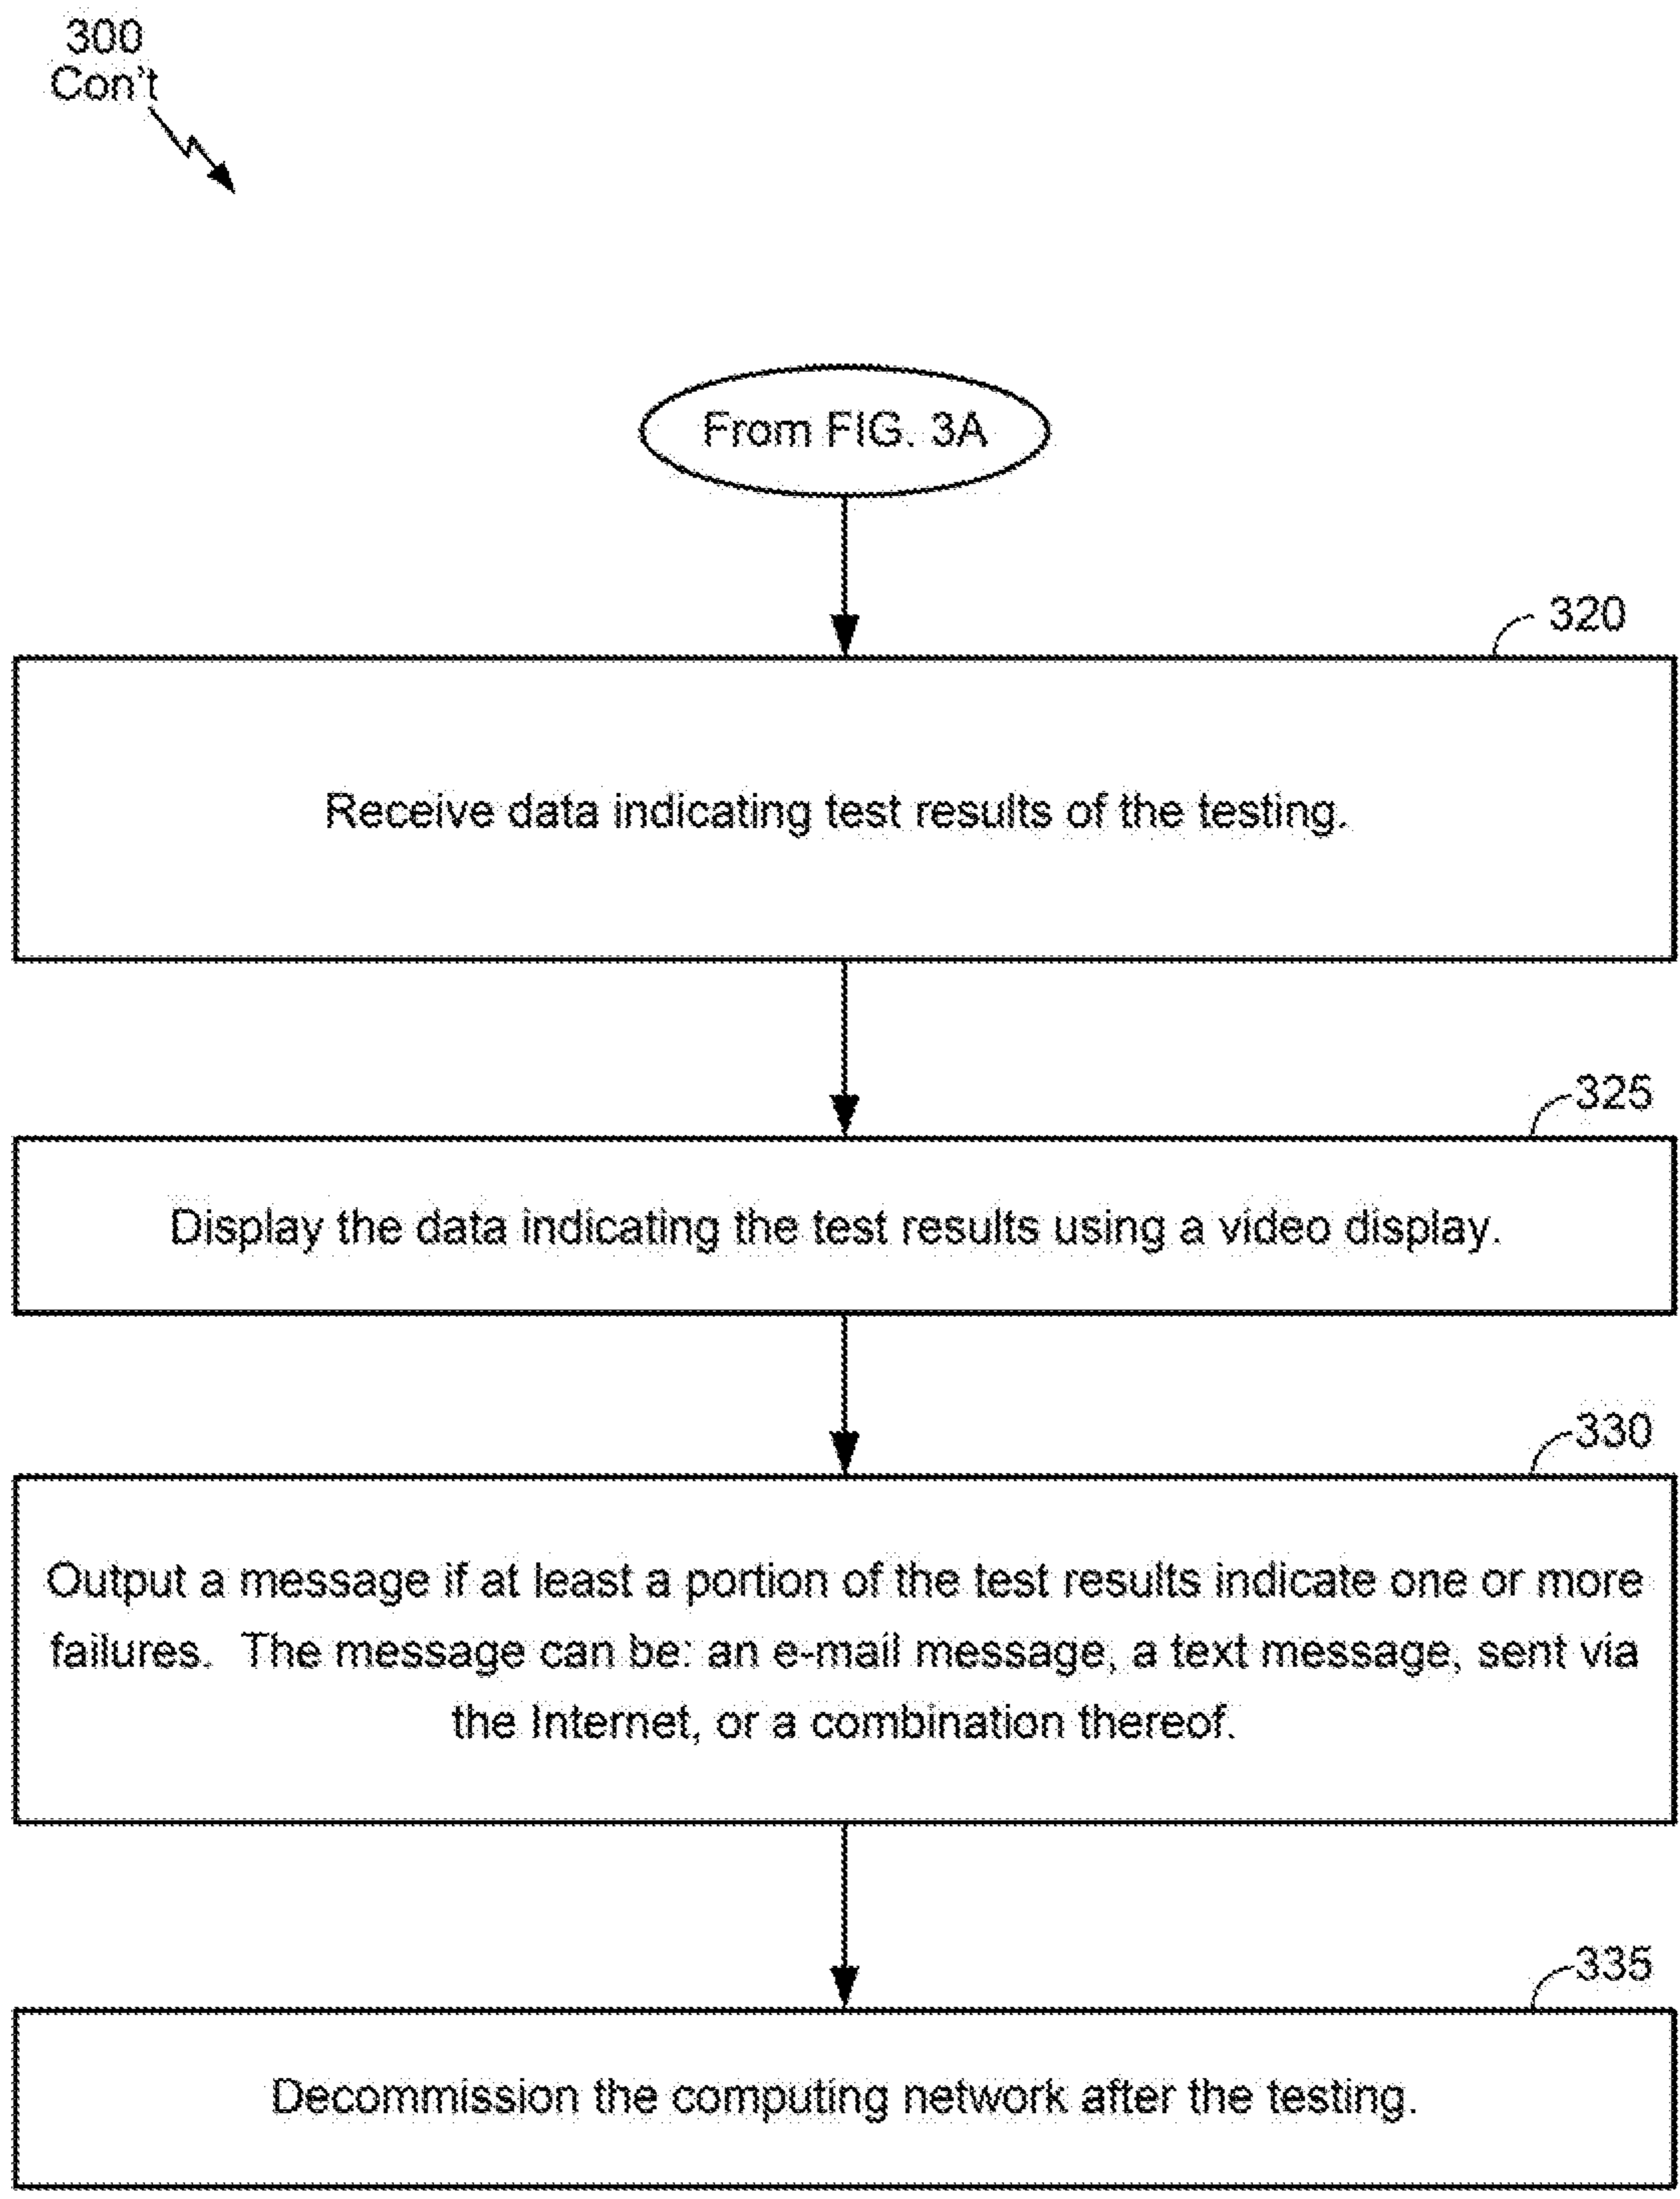 300
Con't
From FIG. 3A
320
Receive data indicating test results of the testing.
325
Display the data indicating the test results using a video display.
330
Output a message if at least a portion of the test results indicate one or more
failures. The message can be: an e-mail message, a text message, sent via
the Internet, or a combination thereof.
335
Decommission the computing network after the testing.